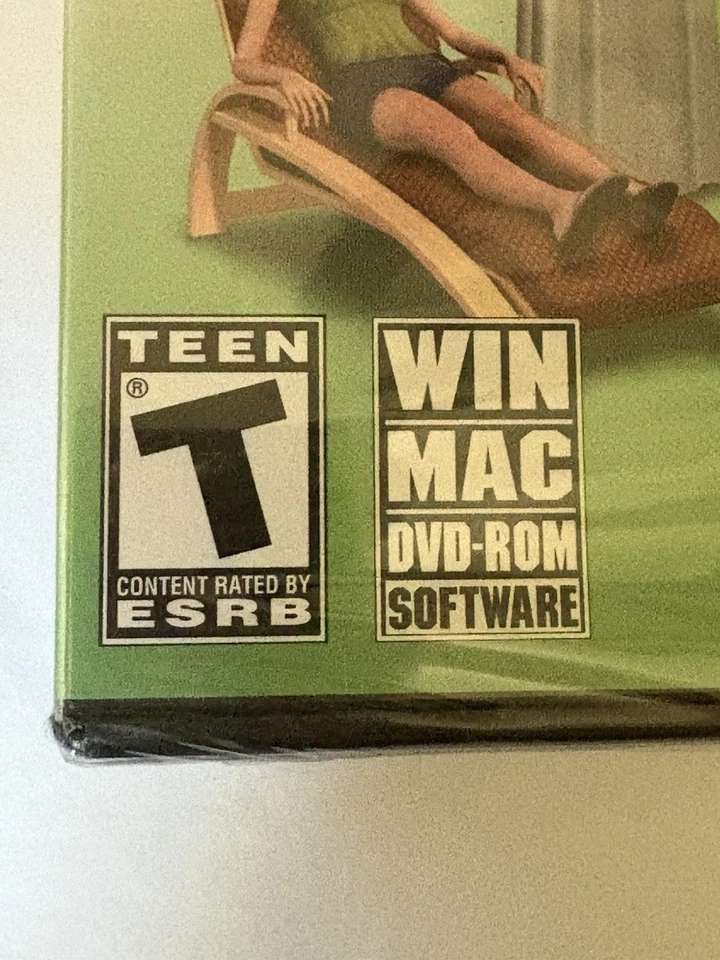 TEEN
®
T
CONTENT RATED BY
ESRB
WIN
MAC
DVD-ROM
SOFTWARE